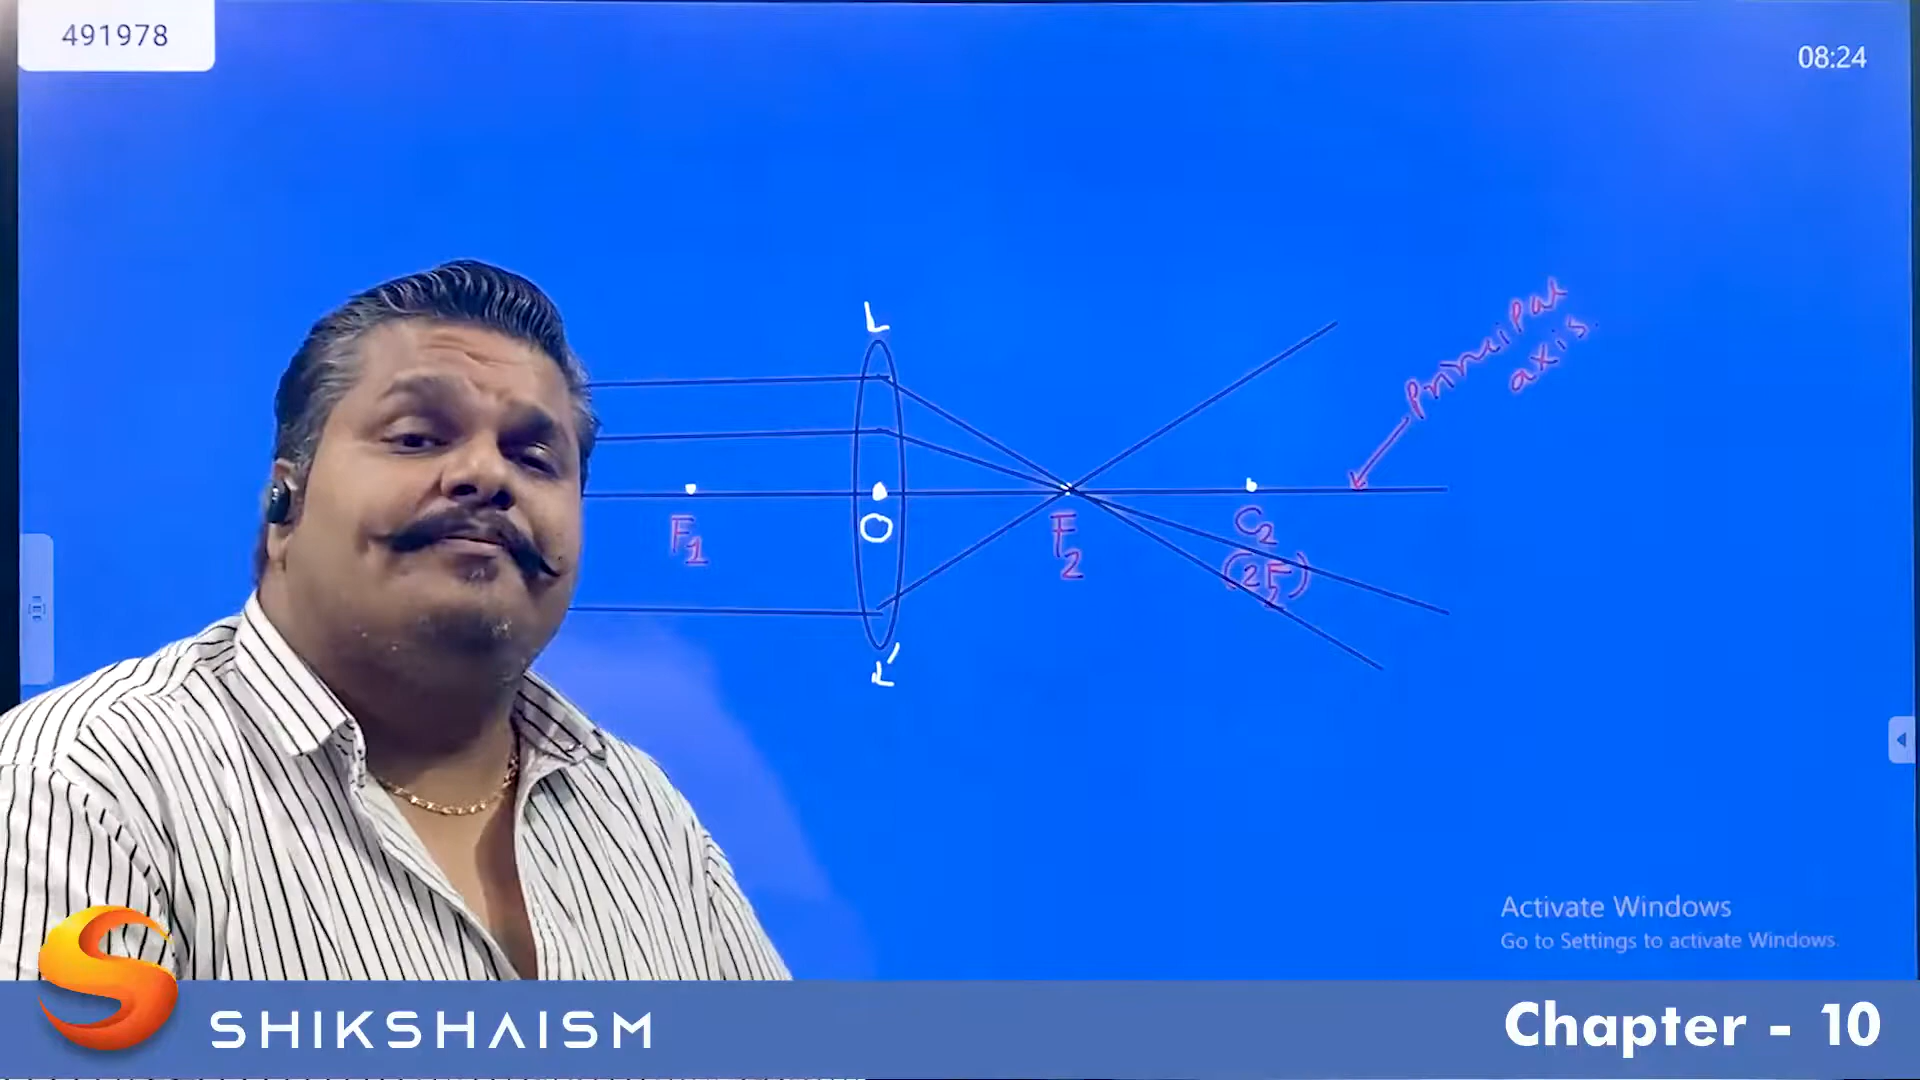 491978
08:24
L
Principal
axis.
F1
O
F2
C2
(2F2)
L'
Activate Windows
Go to Settings to activate Windows.
SHIKSHAISM
Chapter - 10